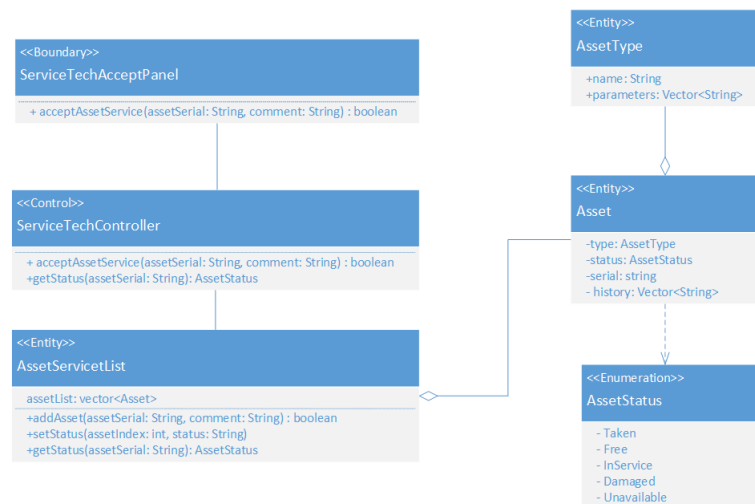 <<Boundary>>
ServiceTechAcceptPanel
+ acceptAssetService(assetSerial: String, comment: String) : boolean
<<Control>>
ServiceTechController
+ acceptAssetService(assetSerial: String, comment: String) : boolean
+getStatus(assetSerial: String): AssetStatus
<<Entity>>
AssetServicetList
assetList: vector<Asset>
+addAsset(assetSerial: String, comment: String) : boolean
+setStatus(assetIndex: int, status: String)
+getStatus(assetSerial: String): AssetStatus
<<Entity>>
AssetType
+name: String
+parameters: Vector<String>
<<Entity>>
Asset
-type: AssetType
-status: AssetStatus
-serial: string
- history: Vector<String>
<<Enumeration>>
AssetStatus
- Taken
- Free
- InService
- Damaged
- Unavailable